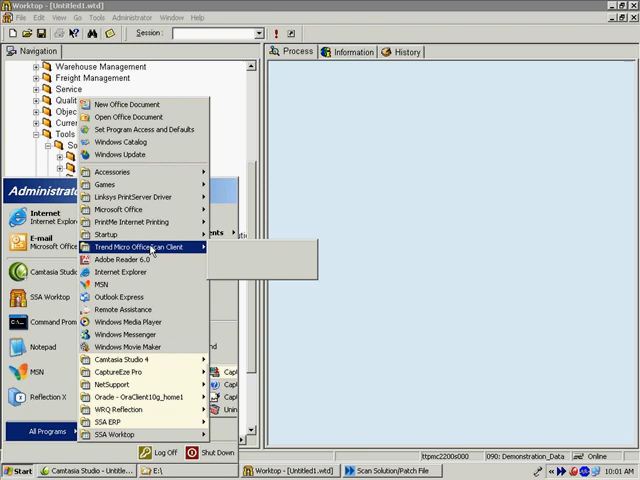 Worktop - [Untitled1.wtd]
File Edit View Go Tools Administrator Window Help
Session:
Navigation
Process
Information
History
Warehouse Management
Freight Management
Service
Tools
New Office Document
Open Office Document
Set Program Access and Defaults
Windows Catalog
Windows Update
Accessories
Games
Linksys PrintServer Driver
Microsoft Office
PrintMe Internet Printing
Startup
Trend Micro OfficeScan Client
Adobe Reader 6.0
Internet Explorer
MSN
Outlook Express
Remote Assistance
Windows Media Player
Windows Messenger
Windows Movie Maker
Camtasia Studio 4
CaptureEze Pro
NetSupport
Oracle - OraClient10g_home1
WRQ Reflection
SSA ERP
SSA Worktop
Internet
E-mail
SSA Worktop
Notepad
MSN
Reflection X
All Programs
Log Off
Shut Down
ttpmc2200s000
090: Demonstration_Data
Online
Start
Camtasia Studio - Untitle...
E:\
Worktop - [Untitled1.wtd]
Scan Solution/Patch File
10:01 AM